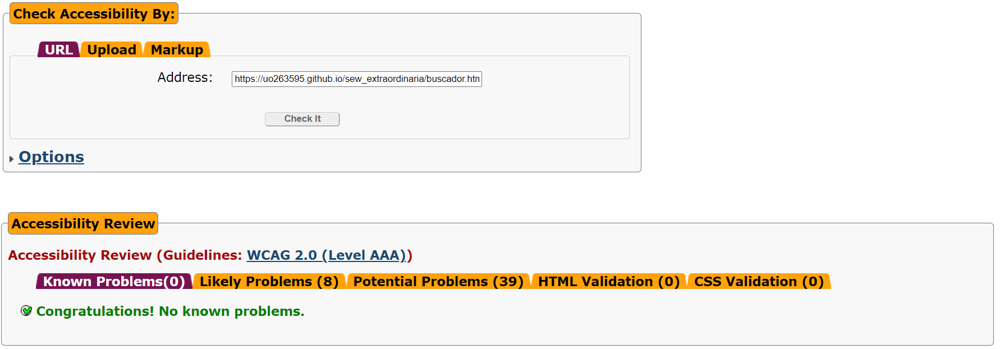 Check Accessibility By:
URL Upload Markup
Address: https://uo263595.github.io/sew_extraordinaria/buscador.htn
Check It
Options
Accessibility Review
Accessibility Review (Guidelines: WCAG 2.0 (Level AAA))
Known Problems(0) Likely Problems (8) Potential Problems (39) HTML Validation (0) CSS Validation (0)
Congratulations! No known problems.